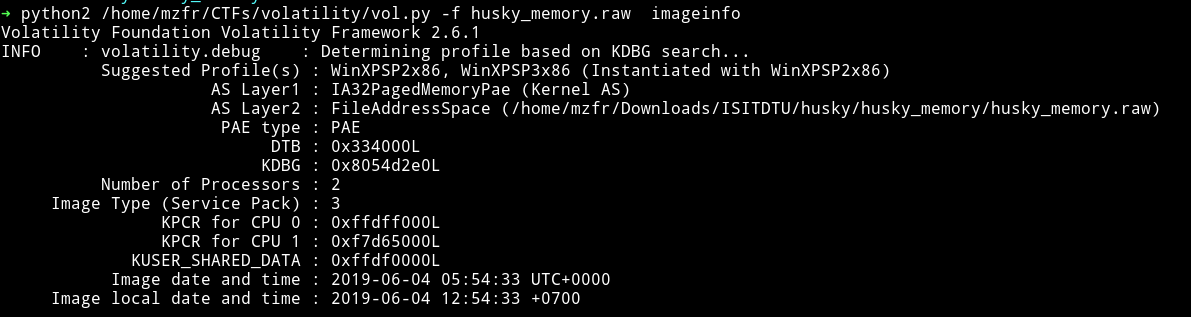 ➜ python2 /home/mzfr/CTFs/volatility/vol.py -f husky_memory.raw  imageinfo
Volatility Foundation Volatility Framework 2.6.1
INFO    : volatility.debug    : Determining profile based on KDBG search...
          Suggested Profile(s) : WinXPSP2x86, WinXPSP3x86 (Instantiated with WinXPSP2x86)
                     AS Layer1 : IA32PagedMemoryPae (Kernel AS)
                     AS Layer2 : FileAddressSpace (/home/mzfr/Downloads/ISITDTU/husky/husky_memory/husky_memory.raw)
                      PAE type : PAE
                           DTB : 0x334000L
                          KDBG : 0x8054d2e0L
          Number of Processors : 2
     Image Type (Service Pack) : 3
                KPCR for CPU 0 : 0xffdff000L
                KPCR for CPU 1 : 0xf7d65000L
             KUSER_SHARED_DATA : 0xffdf0000L
           Image date and time : 2019-06-04 05:54:33 UTC+0000
     Image local date and time : 2019-06-04 12:54:33 +0700